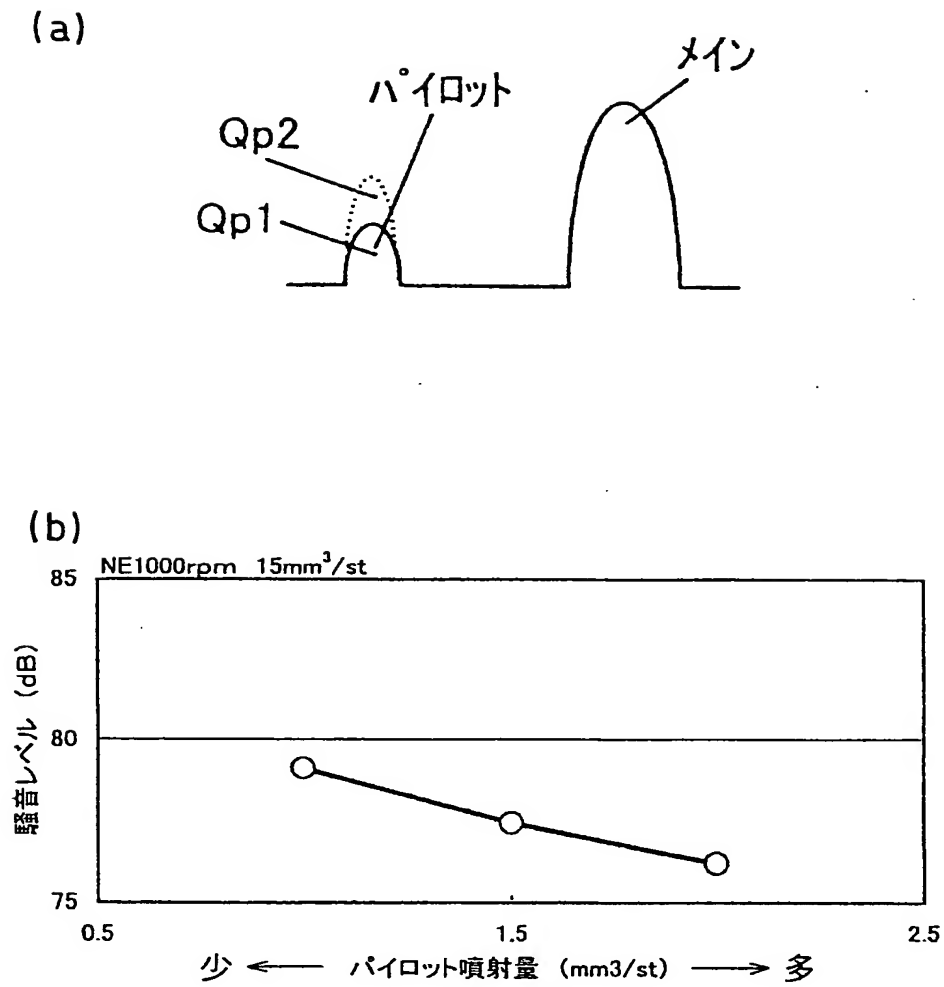 (a)
メイン
パイロット
Qp2
Qp1
(b)
NE1000rpm 15mm³/st
85
80
75
騒音レベル (dB)
0.5 1.5 2.5
少 ← パイロット噴射量 (mm3/st) → 多